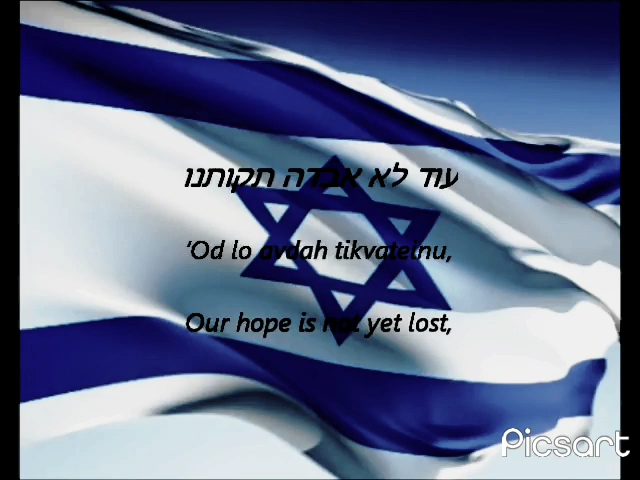 עוד לא אבדה תקותנו
'Od lo avdah tikvateinu,
Our hope is not yet lost,
Picsart